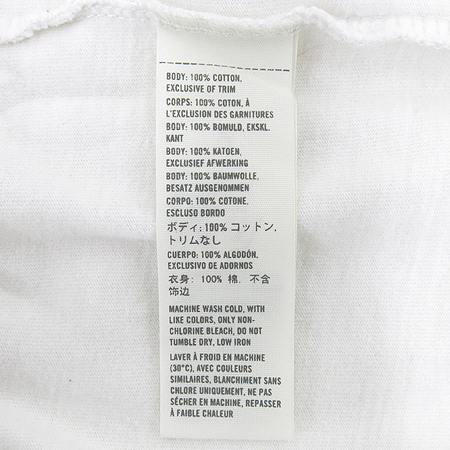 BODY: 100% COTTON,
EXCLUSIVE OF TRIM
CORPS: 100% COTON, À
L'EXCLUSION DES GARNITURES
BODY: 100% BOMULD, EKSKL.
KANT
BODY: 100% KATOEN,
EXCLUSIEF AFWERKING
BODY: 100% BAUMWOLLE,
BESATZ AUSGENOMMEN
CORPO: 100% COTONE,
ESCLUSO BORDO
ボディ: 100% コットン,
トリムなし
CUERPO: 100% ALGODÓN.
EXCLUSIVO DE ADORNOS
衣身: 100% 棉, 不含
饰边
MACHINE WASH COLD, WITH
LIKE COLORS, ONLY NON-
CHLORINE BLEACH, DO NOT
TUMBLE DRY, LOW IRON
LAVER À FROID EN MACHINE
(30°C), AVEC COULEURS
SIMILAIRES, BLANCHIMENT SANS
CHLORE UNIQUEMENT, NE PAS
SÉCHER EN MACHINE, REPASSER
À FAIBLE CHALEUR